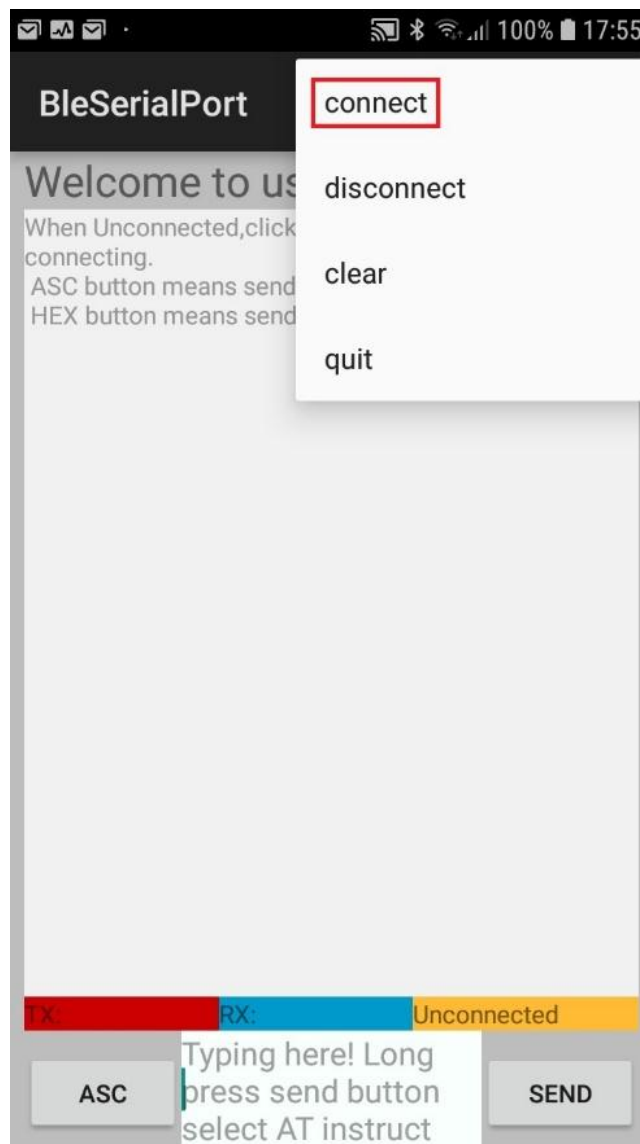 100% 17:55
BleSerialPort
connect
Welcome to us
disconnect
When Unconnected,click
connecting.
clear
ASC button means send
HEX button means send
quit
TX: RX: Unconnected
Typing here! Long
press send button
select AT instruct
ASC
SEND